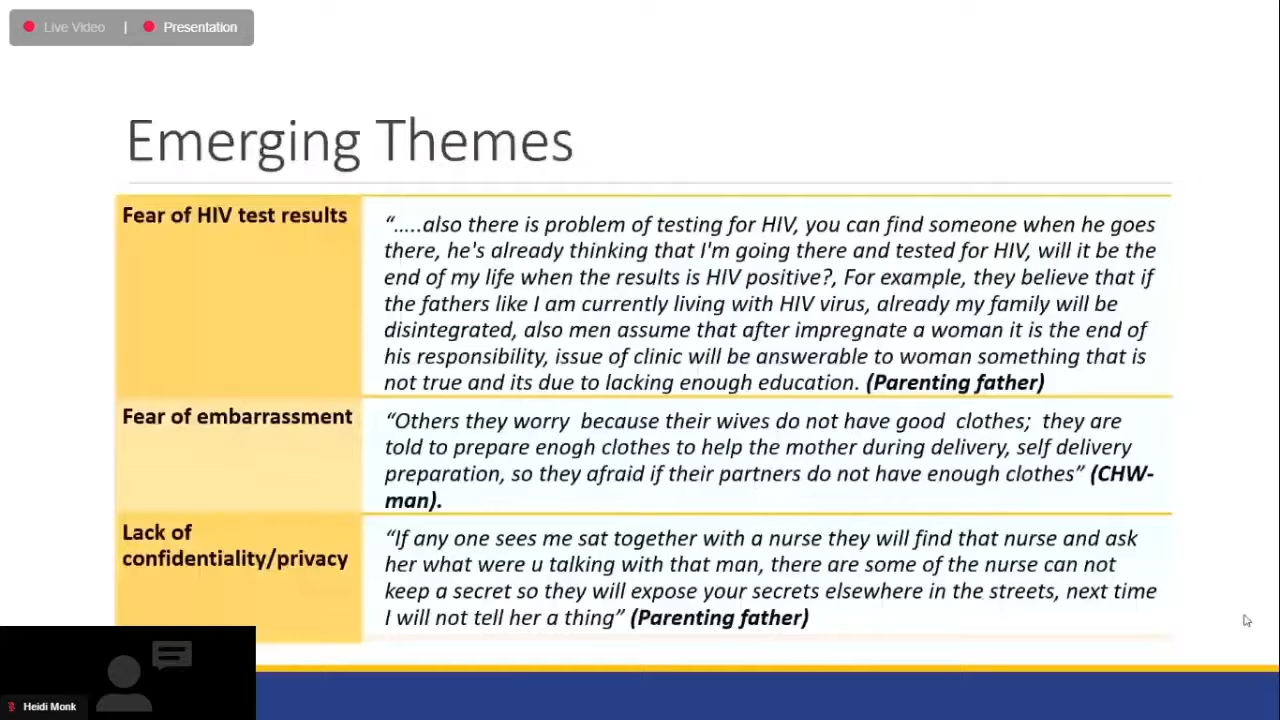 Live Video | Presentation
Emerging Themes
Fear of HIV test results
“…..also there is problem of testing for HIV, you can find someone when he goes
there, he's already thinking that I'm going there and tested for HIV, will it be the
end of my life when the results is HIV positive?, For example, they believe that if
the fathers like I am currently living with HIV virus, already my family will be
disintegrated, also men assume that after impregnate a woman it is the end of
his responsibility, issue of clinic will be answerable to woman something that is
not true and its due to lacking enough education. (Parenting father)
Fear of embarrassment
“Others they worry  because their wives do not have good  clothes;  they are
told to prepare enogh clothes to help the mother during delivery, self delivery
preparation, so they afraid if their partners do not have enough clothes” (CHW-
man).
Lack of
confidentiality/privacy
“If any one sees me sat together with a nurse they will find that nurse and ask
her what were u talking with that man, there are some of the nurse can not
keep a secret so they will expose your secrets elsewhere in the streets, next time
I will not tell her a thing” (Parenting father)
Heidi Monk